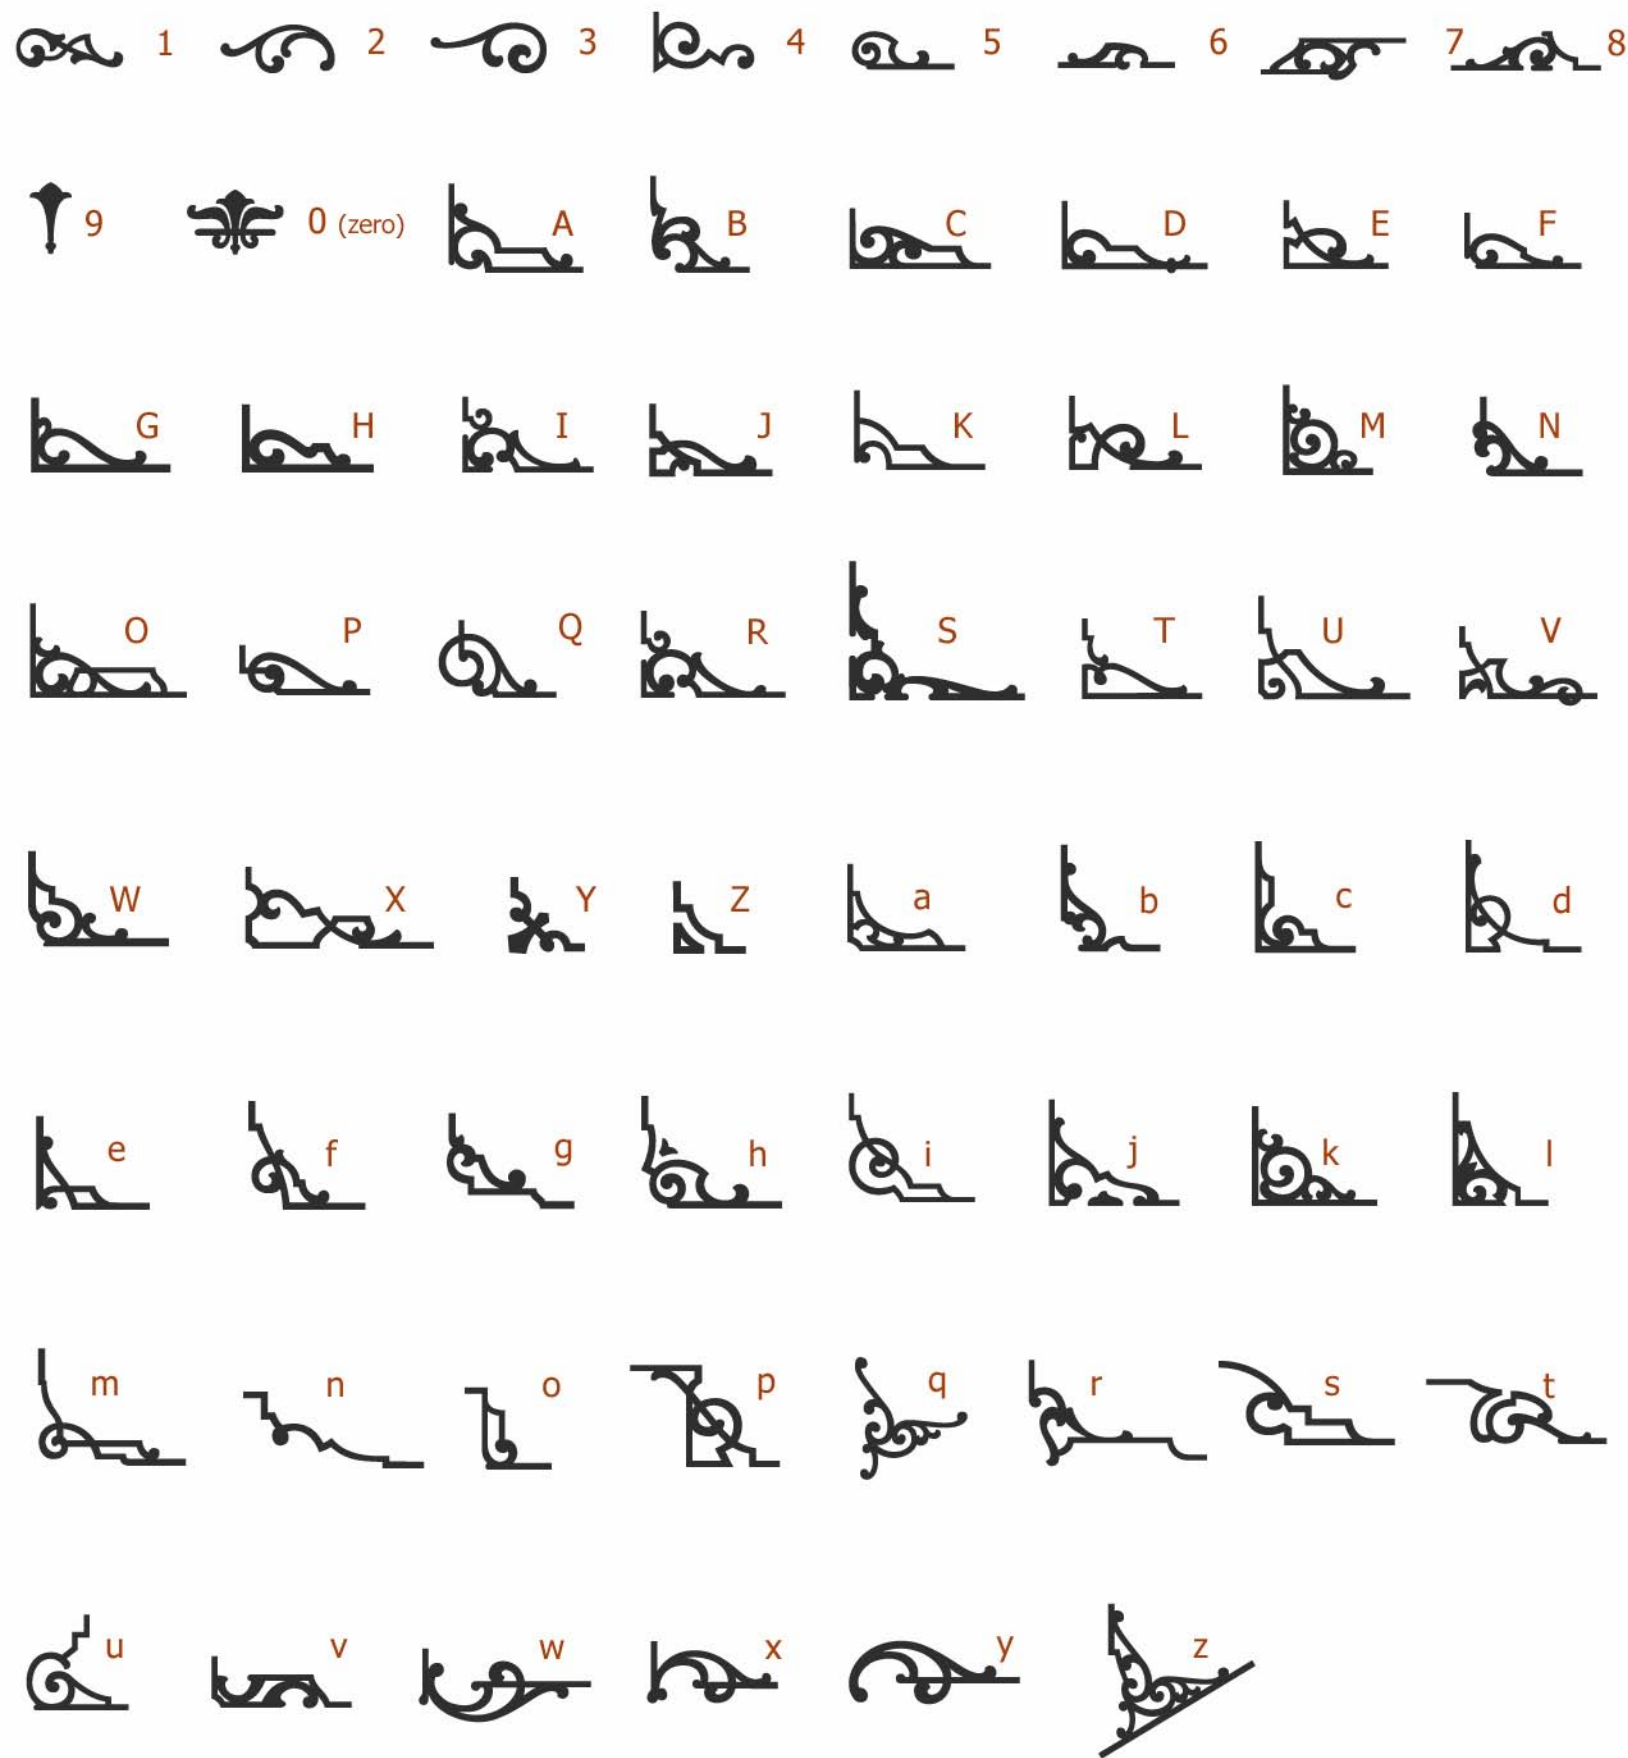 1 2 3 4 5 6 7 8
9 0 (zero) A B C D E F
G H I J K L M N
O P Q R S T U V
W X Y Z a b c d
e f g h i j k l
m n o p q r s t
u v w x y z